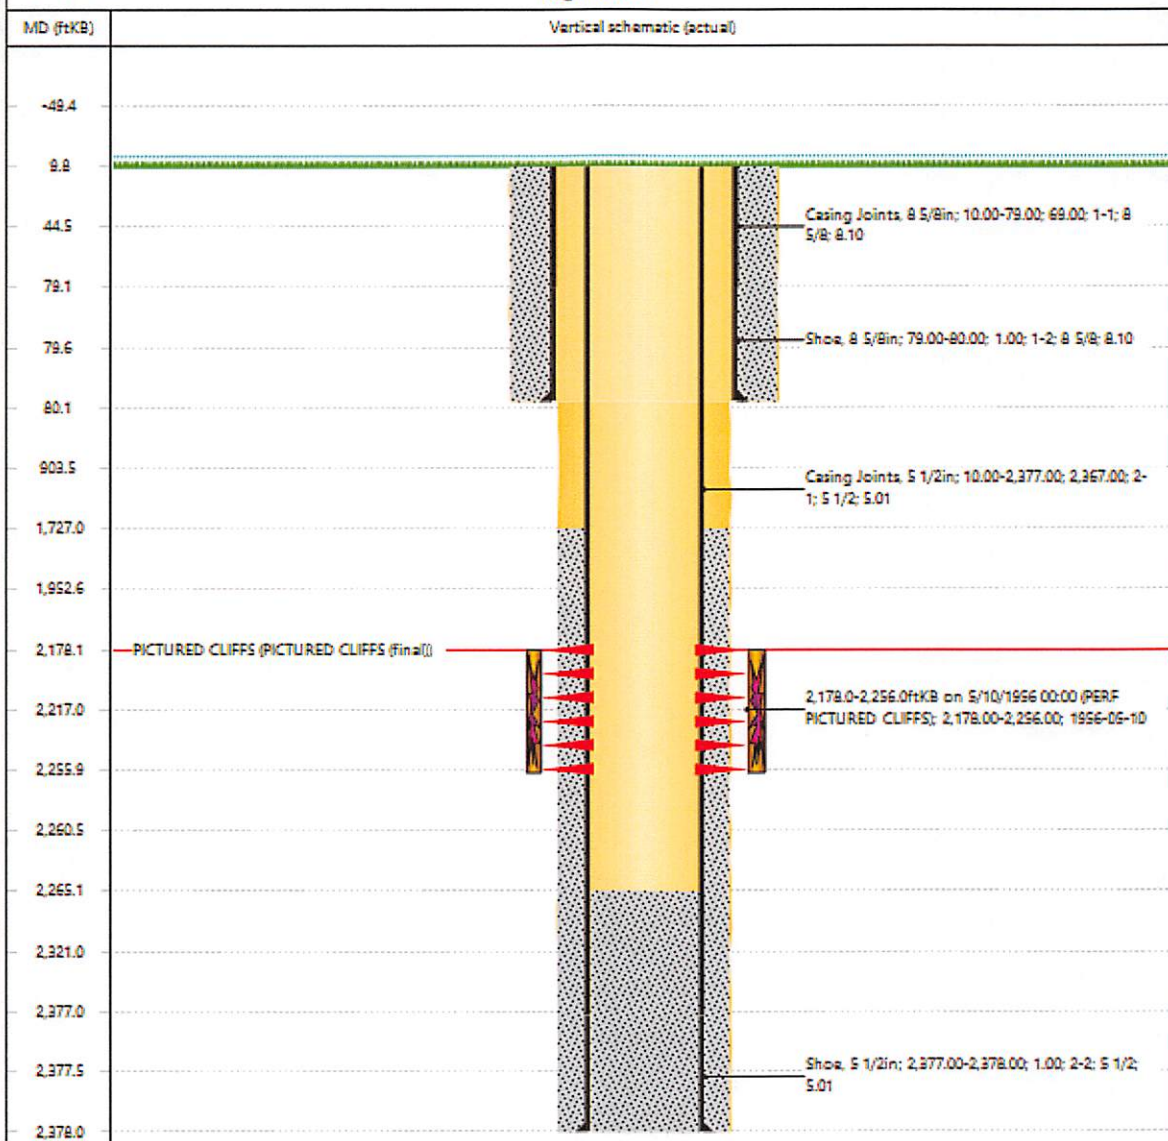 MD (ftKB)
Vertical schematic (actual)
-49.4
9.8
44.5
Casing Joints, 8 5/8in; 10.00-79.00; 69.00; 1-1; 8
5/8; 8.10
79.1
79.6
Shoe, 8 5/8in; 79.00-80.00; 1.00; 1-2; 8 5/8; 8.10
80.1
903.5
Casing Joints, 5 1/2in; 10.00-2,377.00; 2,367.00; 2-
1; 5 1/2; 5.01
1,727.0
1,952.6
2,178.1
PICTURED CLIFFS (PICTURED CLIFFS (final))
2,217.0
2,178.0-2,256.0ftKB on 5/10/1956 00:00 (PERF
PICTURED CLIFFS); 2,178.00-2,256.00; 1956-05-10
2,255.9
2,260.5
2,265.1
2,321.0
2,377.0
2,377.5
Shoe, 5 1/2in; 2,377.00-2,378.00; 1.00; 2-2; 5 1/2;
5.01
2,378.0